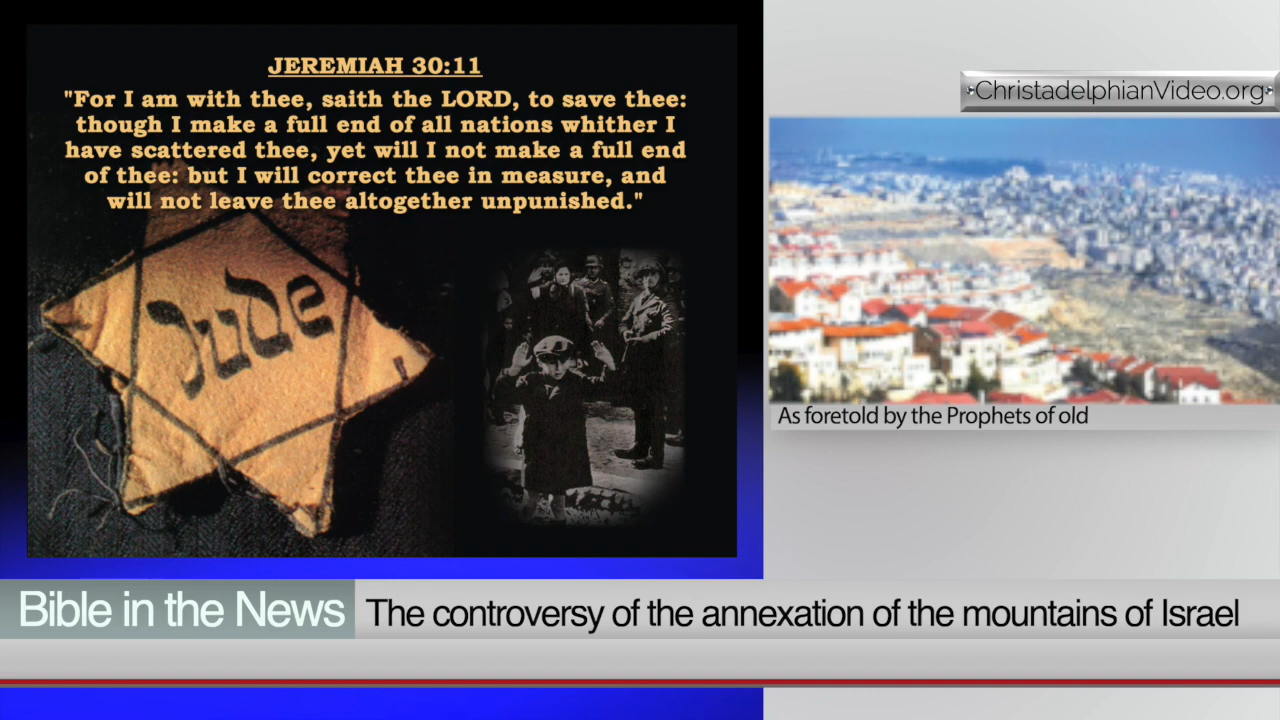 JEREMIAH 30:11
"For I am with thee, saith the LORD, to save thee:
though I make a full end of all nations whither I
have scattered thee, yet will I not make a full end
of thee: but I will correct thee in measure, and
will not leave thee altogether unpunished."
Jude
ChristadelphianVideo.org
As foretold by the Prophets of old
Bible in the News
The controversy of the annexation of the mountains of Israel